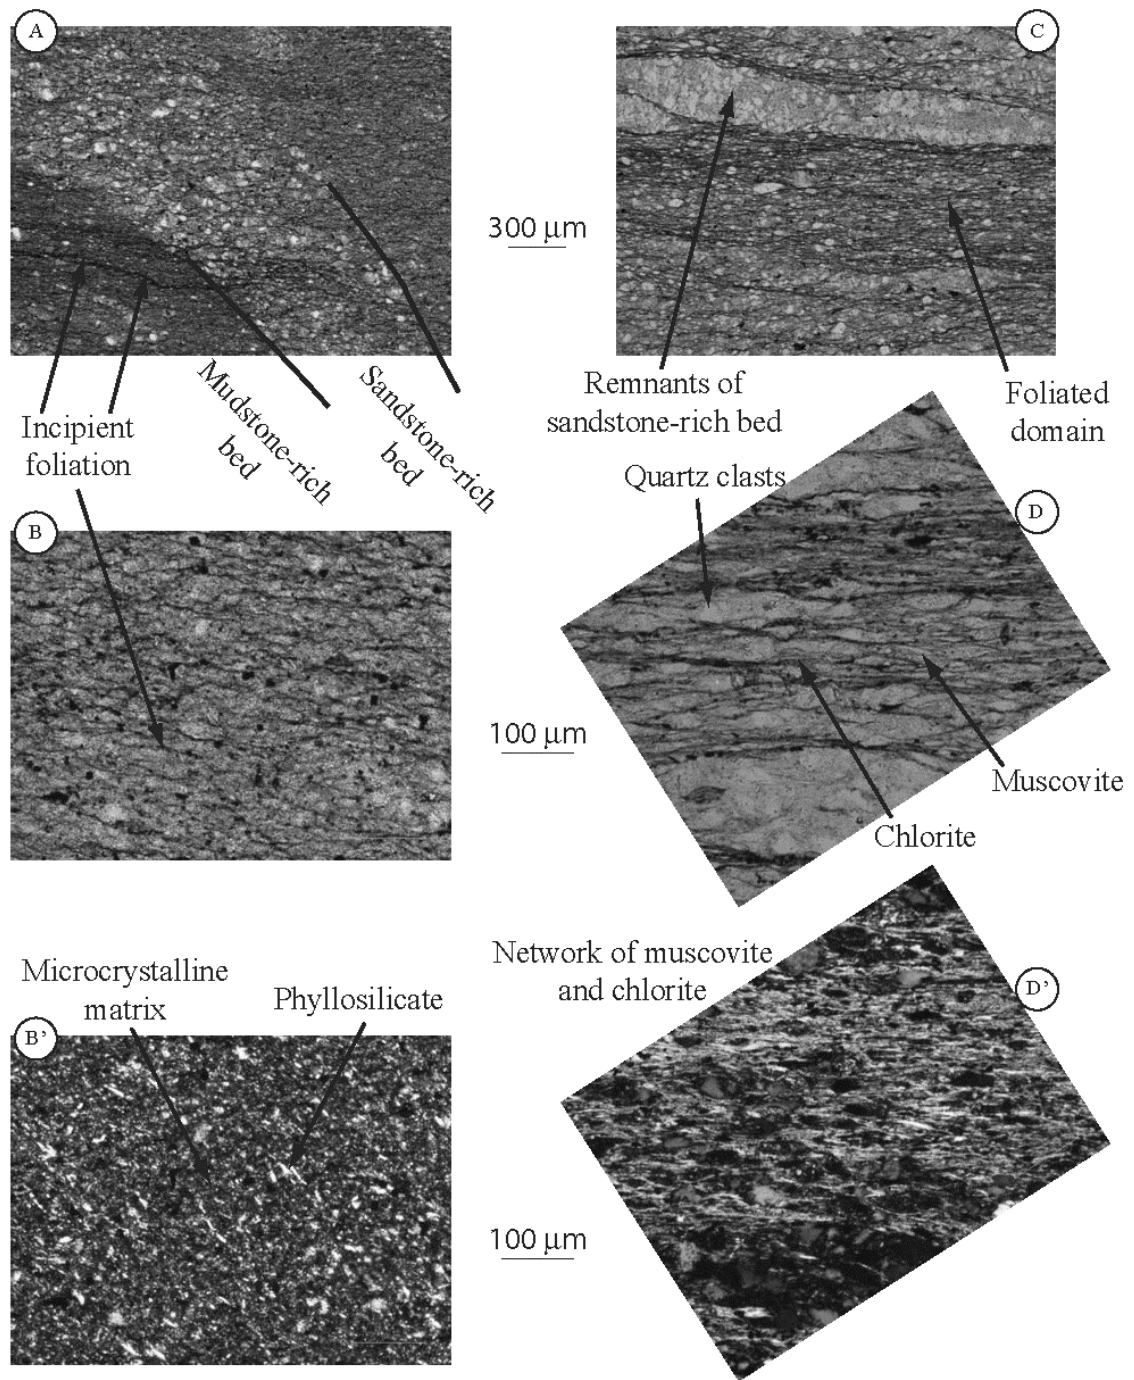 A
C
300 µm
Incipient
foliation
Mudstone-rich
bed
Sandstone-rich
bed
Remnants of
sandstone-rich bed
Foliated
domain
B
Quartz clasts
D
100 µm
Muscovite
Chlorite
Microcrystalline
matrix
Phyllosilicate
B’
Network of muscovite
and chlorite
D’
100 µm